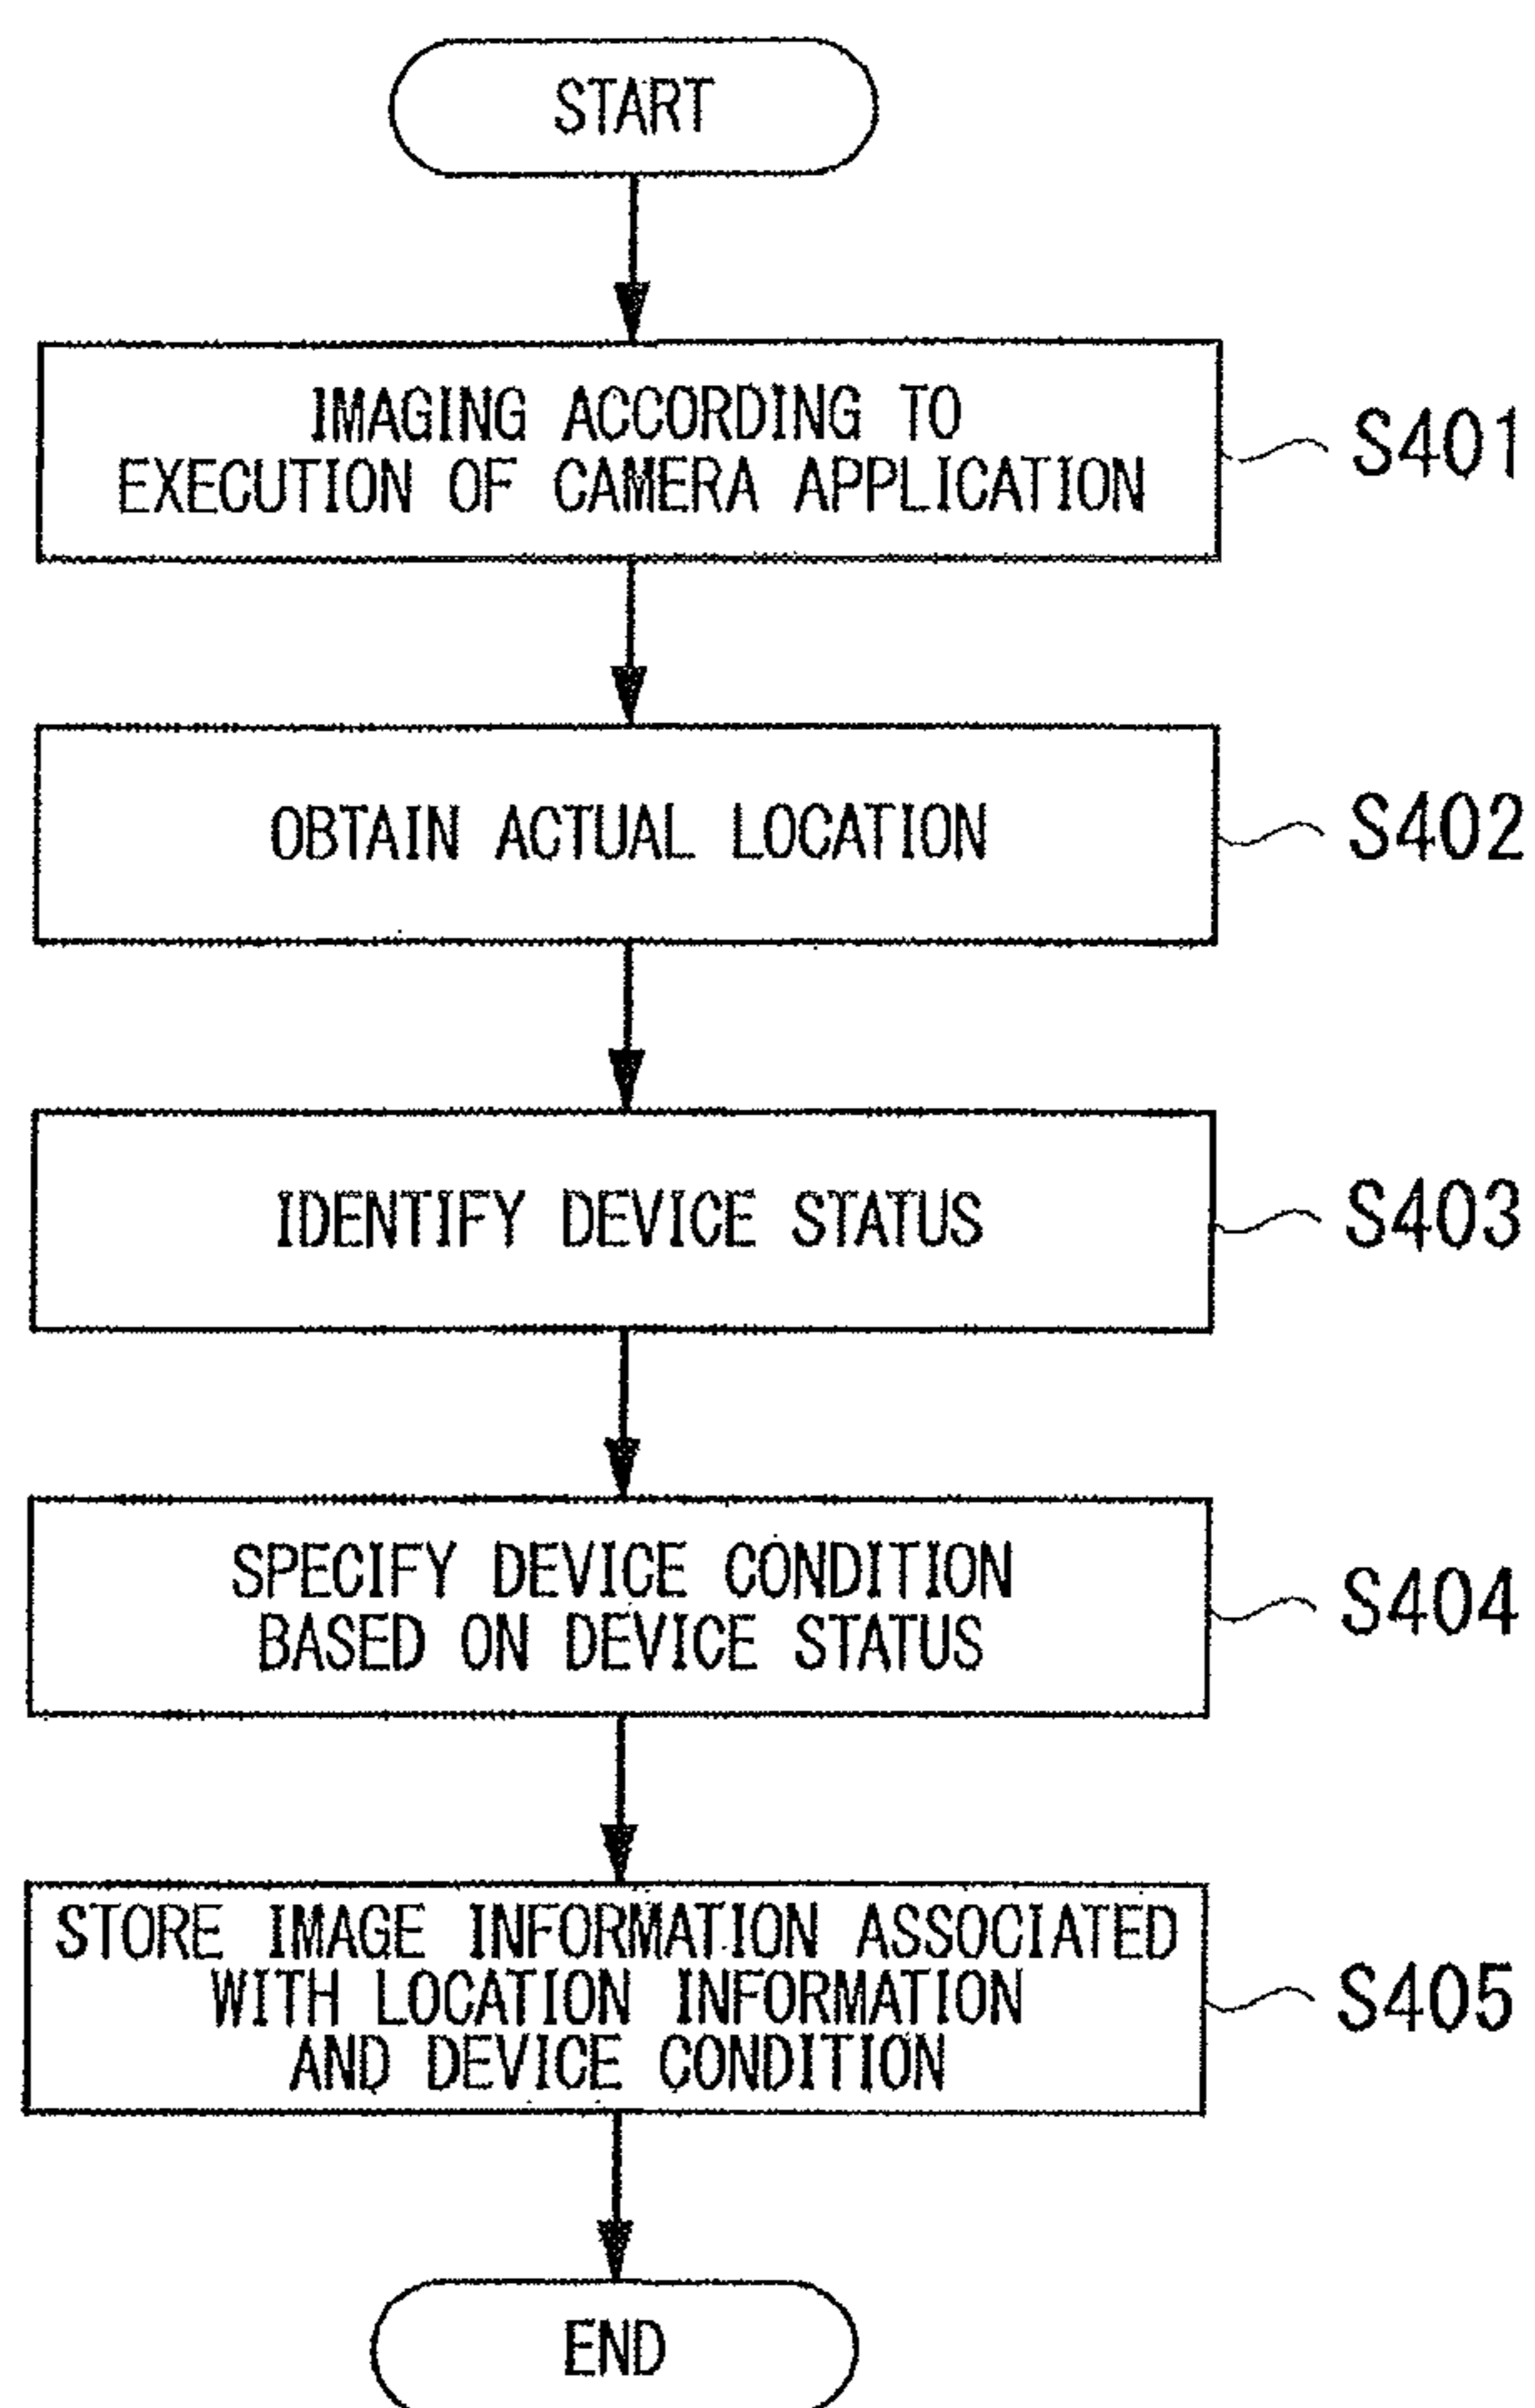 START
IMAGING ACCORDING TO
EXECUTION OF CAMERA APPLICATION
S401
OBTAIN ACTUAL LOCATION
S402
IDENTIFY DEVICE STATUS
S403
SPECIFY DEVICE CONDITION
BASED ON DEVICE STATUS
S404
STORE IMAGE INFORMATION ASSOCIATED
WITH LOCATION INFORMATION
AND DEVICE CONDITION
S405
END